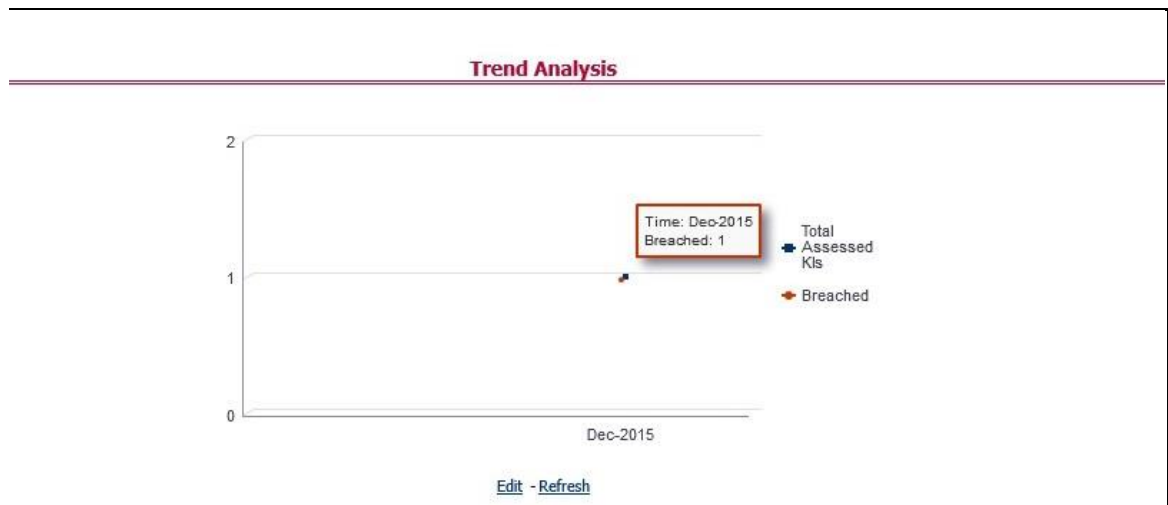 Trend Analysis
2
Time: Dec-2015
Breached: 1
Total
Assessed
KIs
1
Breached
0
Dec-2015
Edit - Refresh